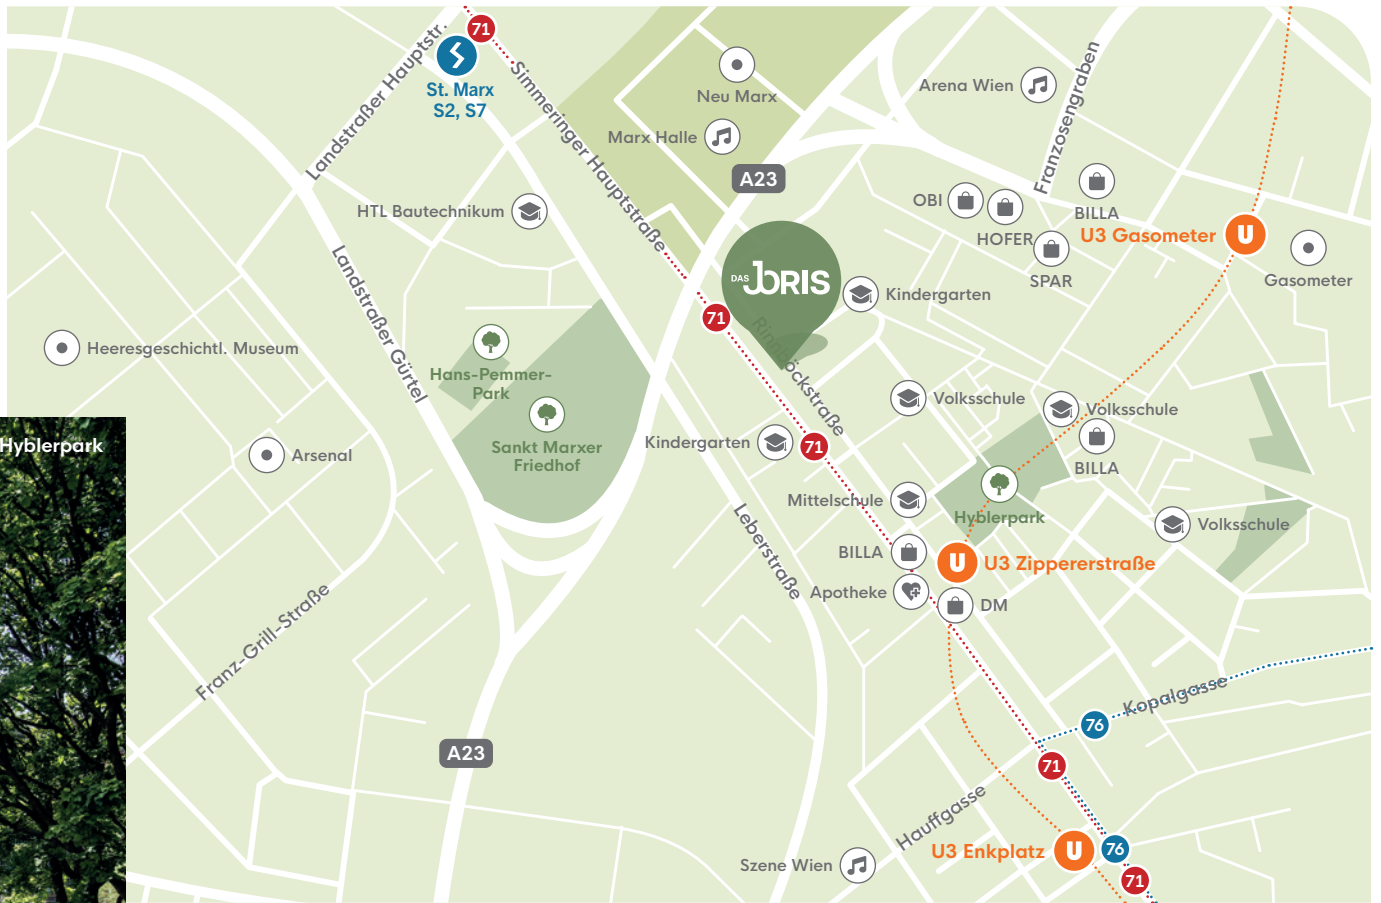 71
St. Marx
S2, S7
Landstraßer Hauptstr.
Simmeringer Hauptstraße
Neu Marx
Marx Halle
A23
Arena Wien
Franzosengraben
HTL Bautechnikum
OBI
HOFER
BILLA
SPAR
U3 Gasometer
Gasometer
DAS JORIS
Kindergarten
71
Rinnböckstraße
Landstraßer Gürtel
Heeresgeschichtl. Museum
Hans-Pemmer-
Park
Sankt Marxer
Friedhof
Hyblerpark
Arsenal
Kindergarten
71
Volksschule
Volksschule
BILLA
Mittelschule
Hyblerpark
Volksschule
Leberstraße
BILLA
U3 Zippererstraße
Apotheke
DM
Franz-Grill-Straße
A23
Kopalgasse
76
71
Hauffgasse
U3 Enkplatz
76
Szene Wien
71